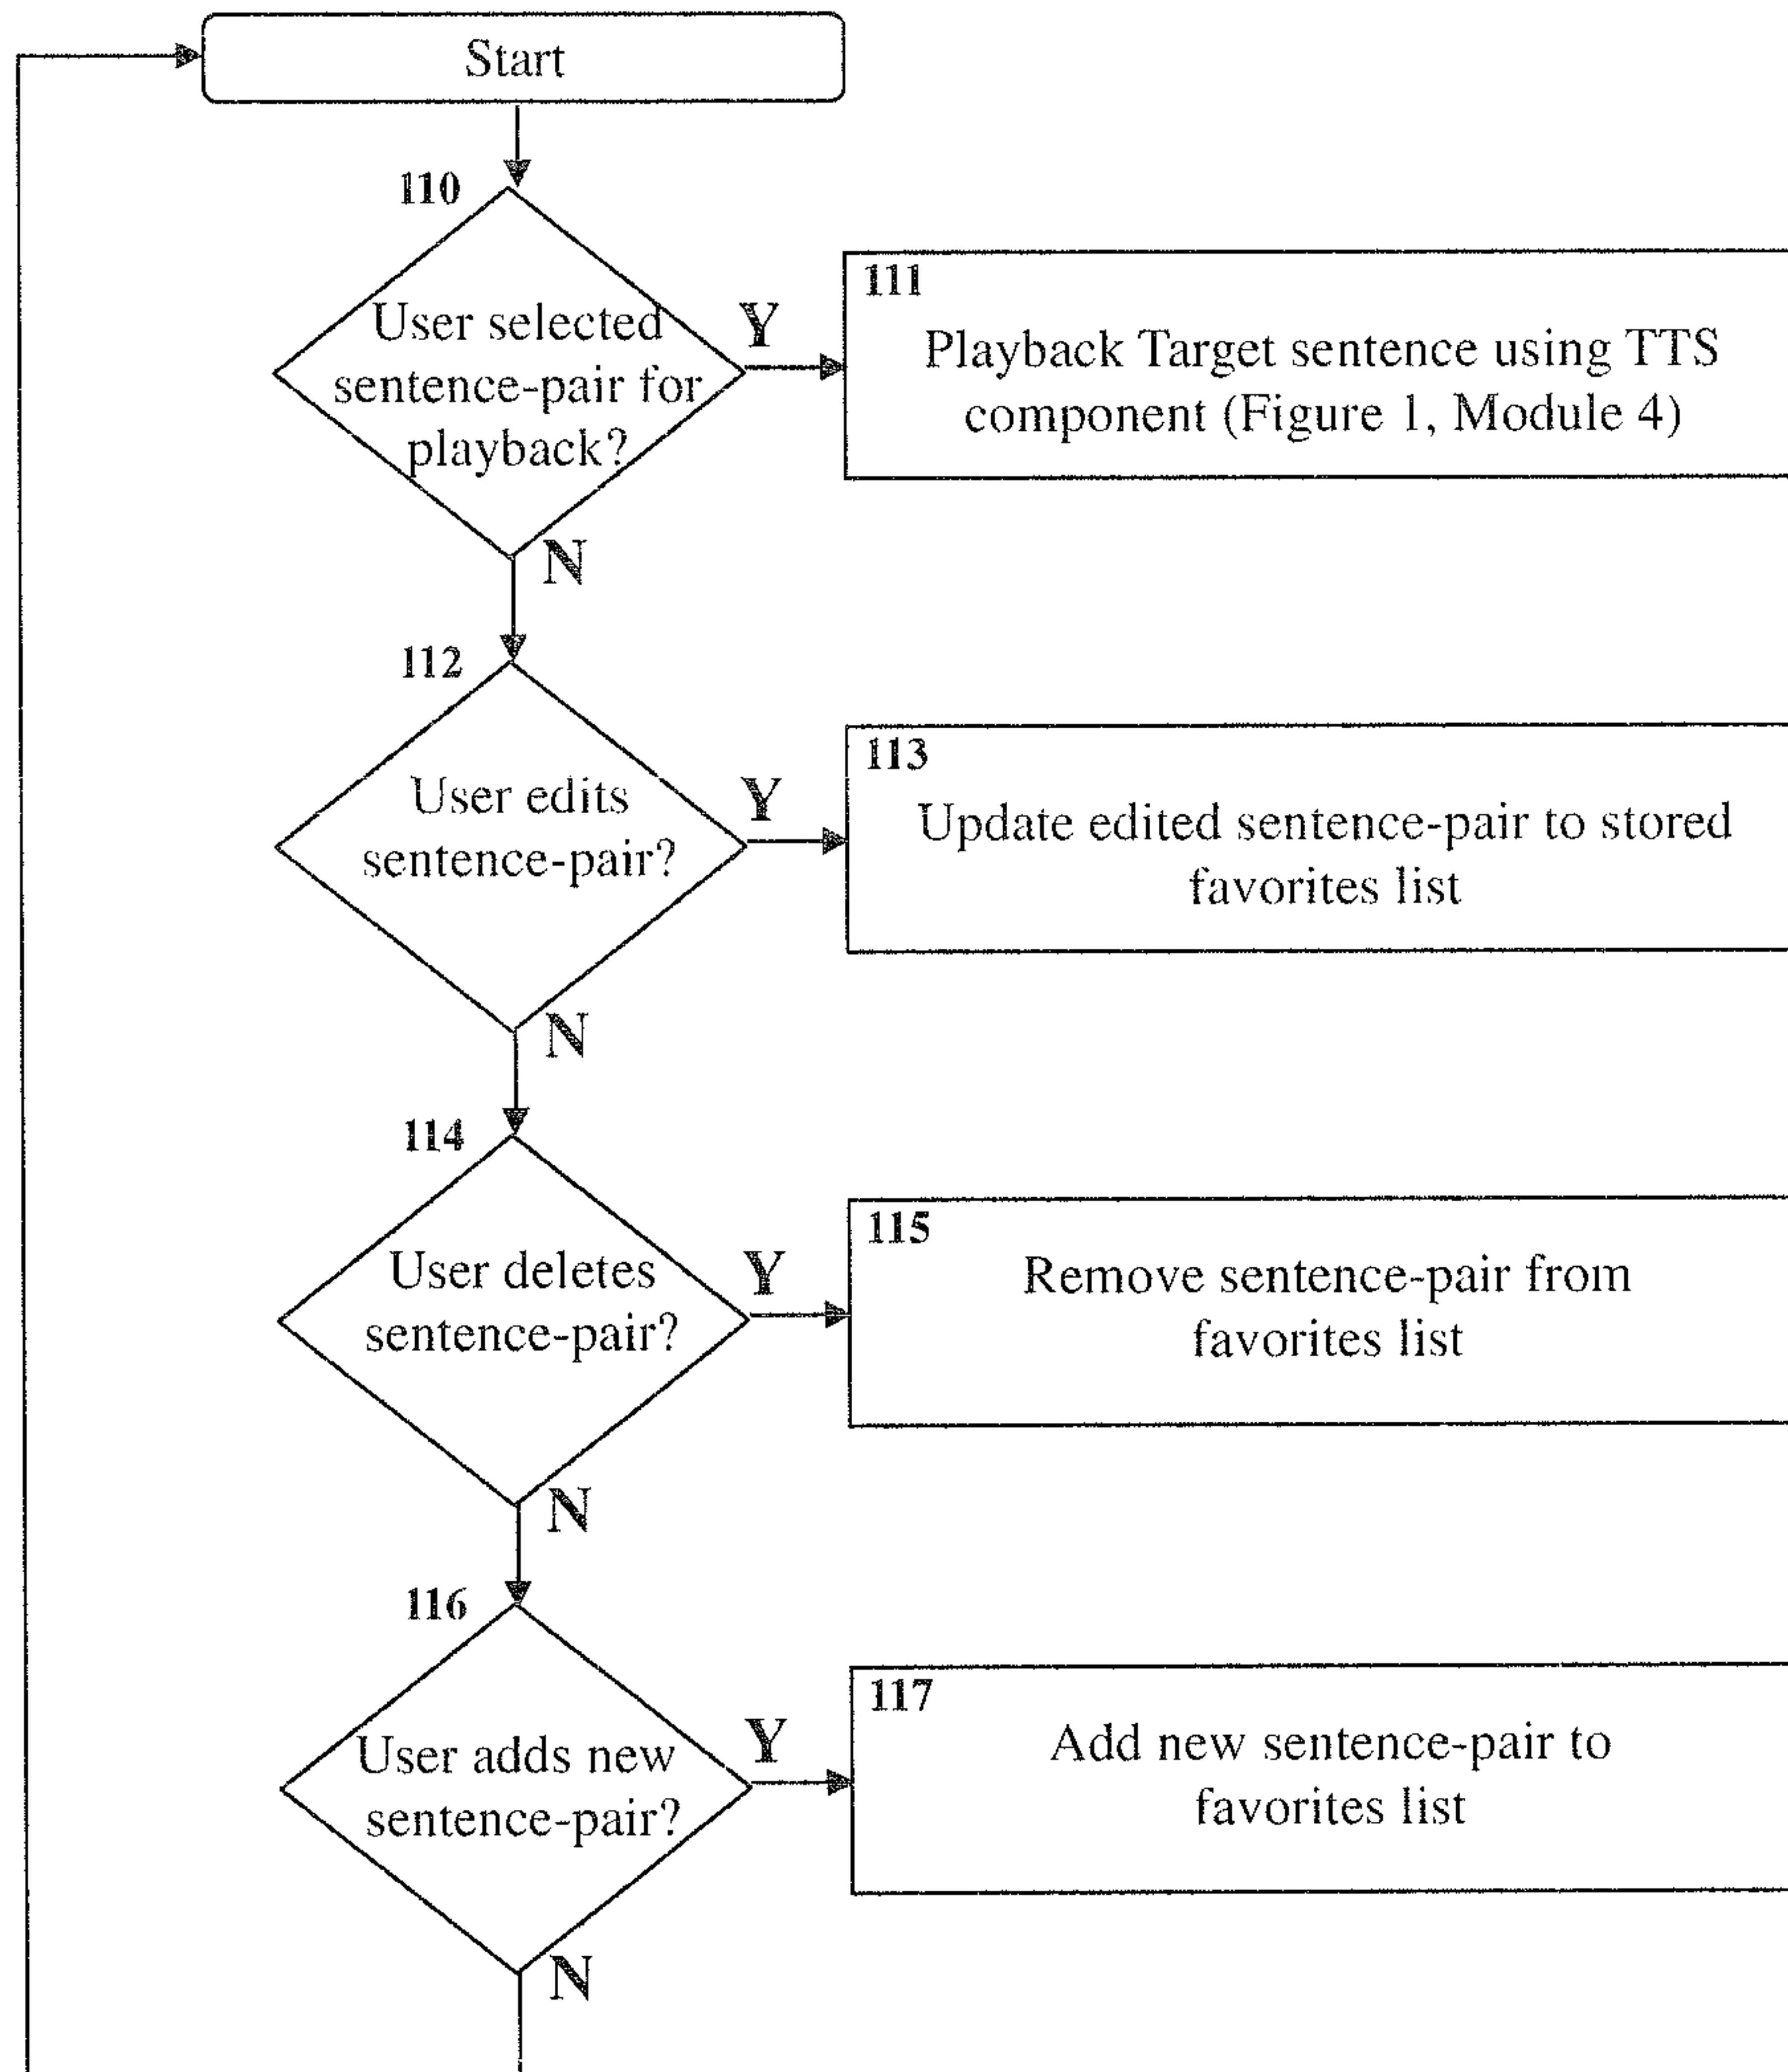 Start
110
User selected
sentence-pair for
playback?
Y
111
Playback Target sentence using TTS
component (Figure 1, Module 4)
N
112
User edits
sentence-pair?
Y
113
Update edited sentence-pair to stored
favorites list
N
114
User deletes
sentence-pair?
Y
115
Remove sentence-pair from
favorites list
N
116
User adds new
sentence-pair?
Y
117
Add new sentence-pair to
favorites list
N